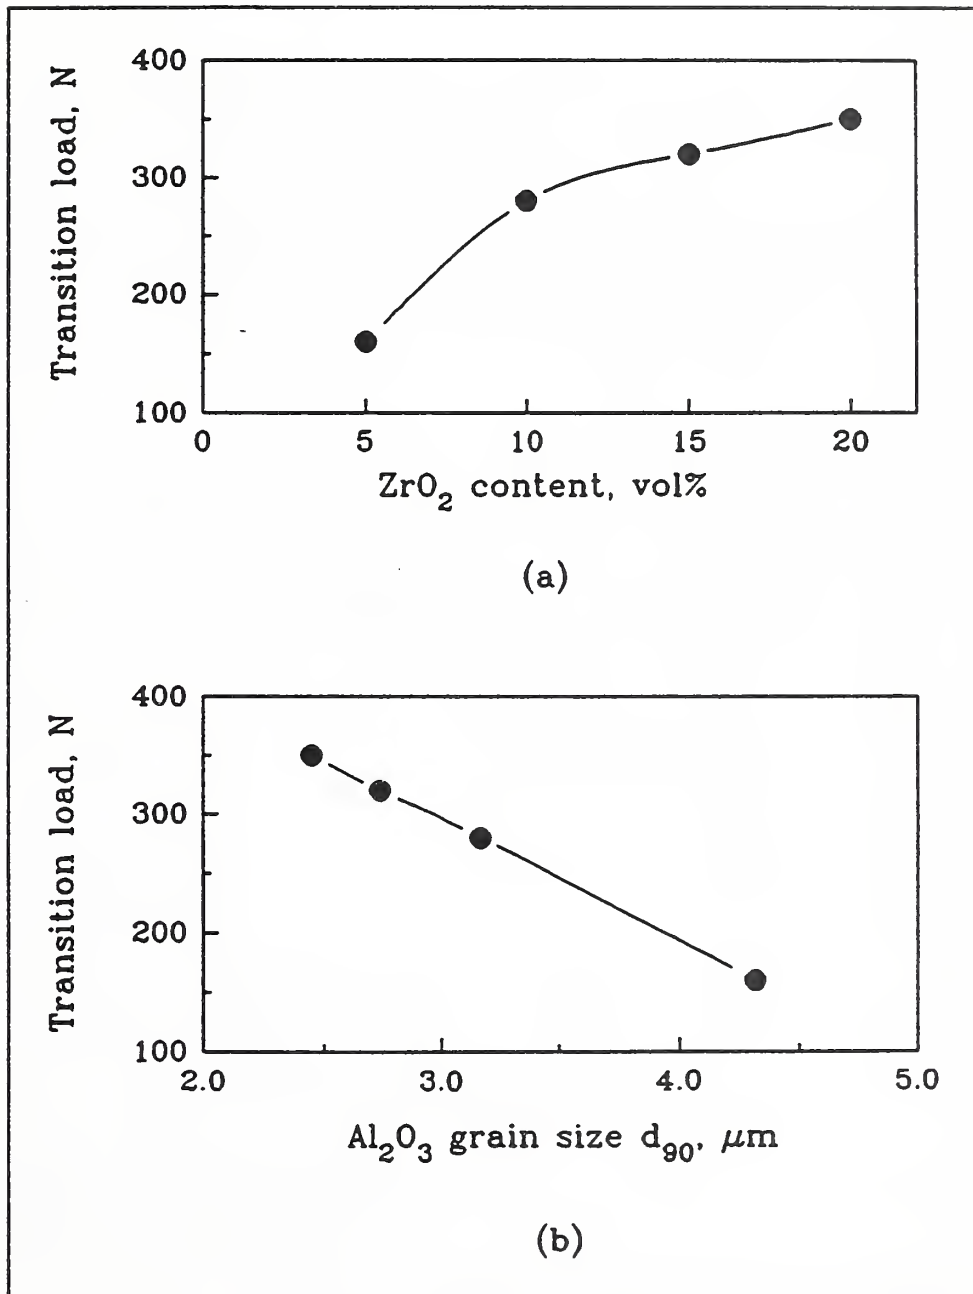 400
300
200
100
Transition load, N
0 5 10 15 20
ZrO₂ content, vol%
(a)
400
300
200
100
Transition load, N
2.0 3.0 4.0 5.0
Al₂O₃ grain size d₉₀, μm
(b)